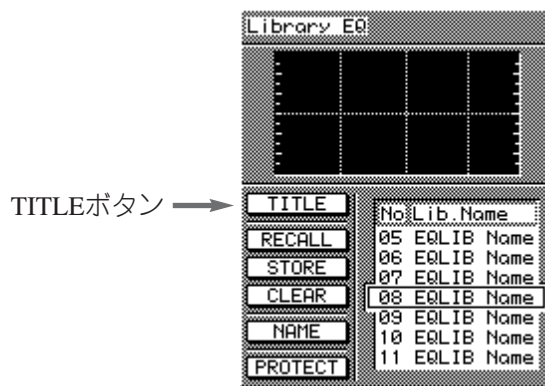 Library EQ
TITLEボタン
TITLE
RECALL
STORE
CLEAR
NAME
PROTECT
No Lib.Name
05 EQLIB Name
06 EQLIB Name
07 EQLIB Name
08 EQLIB Name
09 EQLIB Name
10 EQLIB Name
11 EQLIB Name